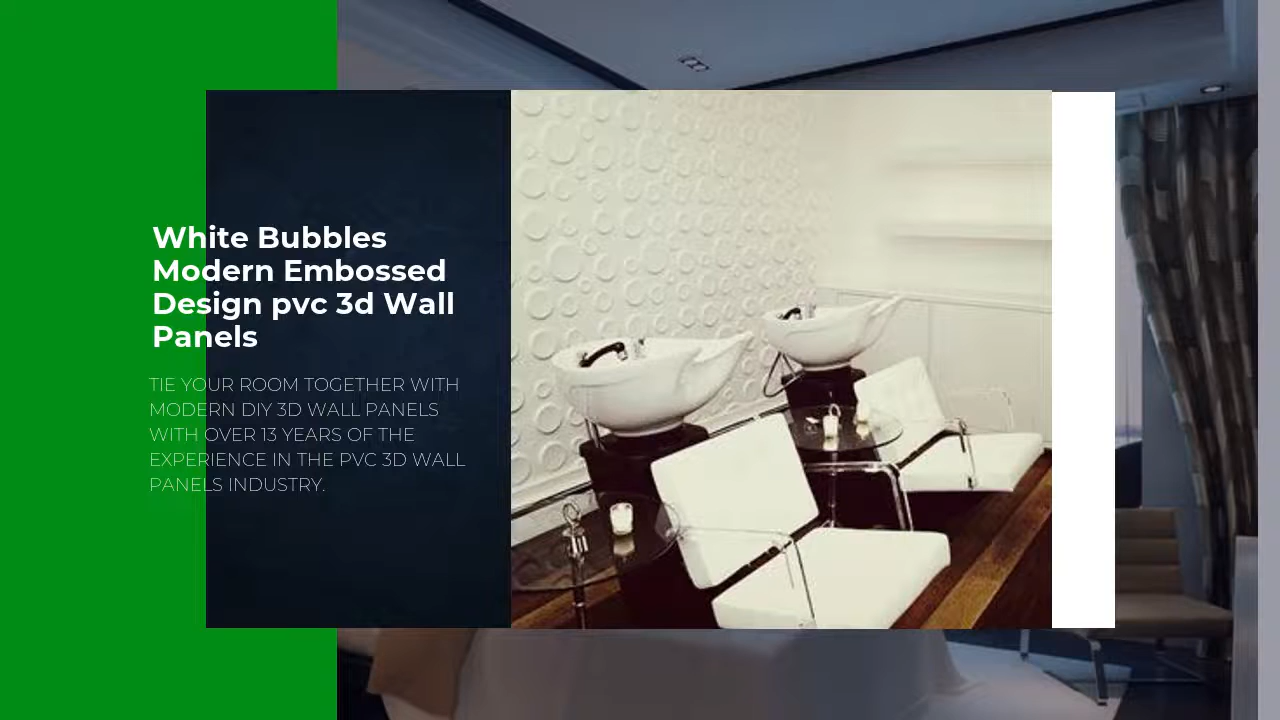 White Bubbles
Modern Embossed
Design pvc 3d Wall
Panels
TIE YOUR ROOM TOGETHER WITH
MODERN DIY 3D WALL PANELS
WITH OVER 13 YEARS OF THE
EXPERIENCE IN THE PVC 3D WALL
PANELS INDUSTRY.